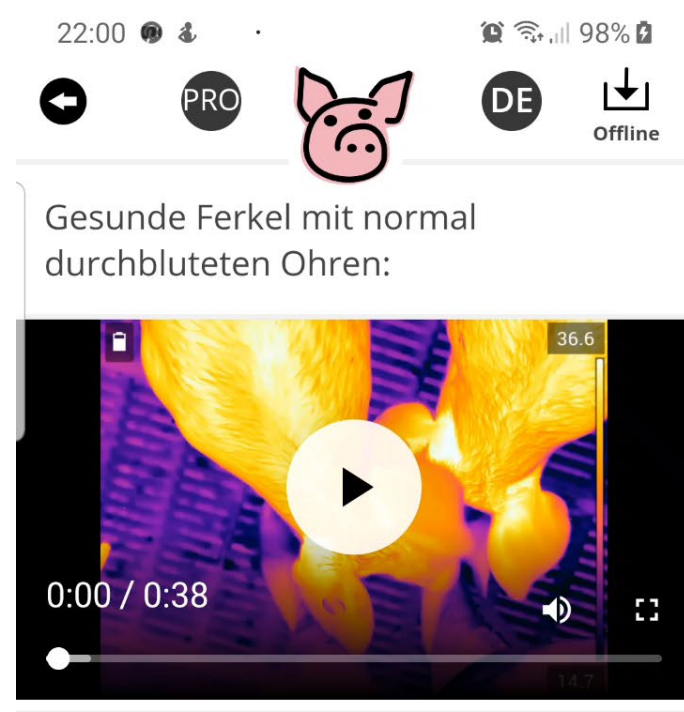 22:00
98%
PRO
DE
Offline
Gesunde Ferkel mit normal
durchbluteten Ohren:
36.6
0:00 / 0:38
14.7